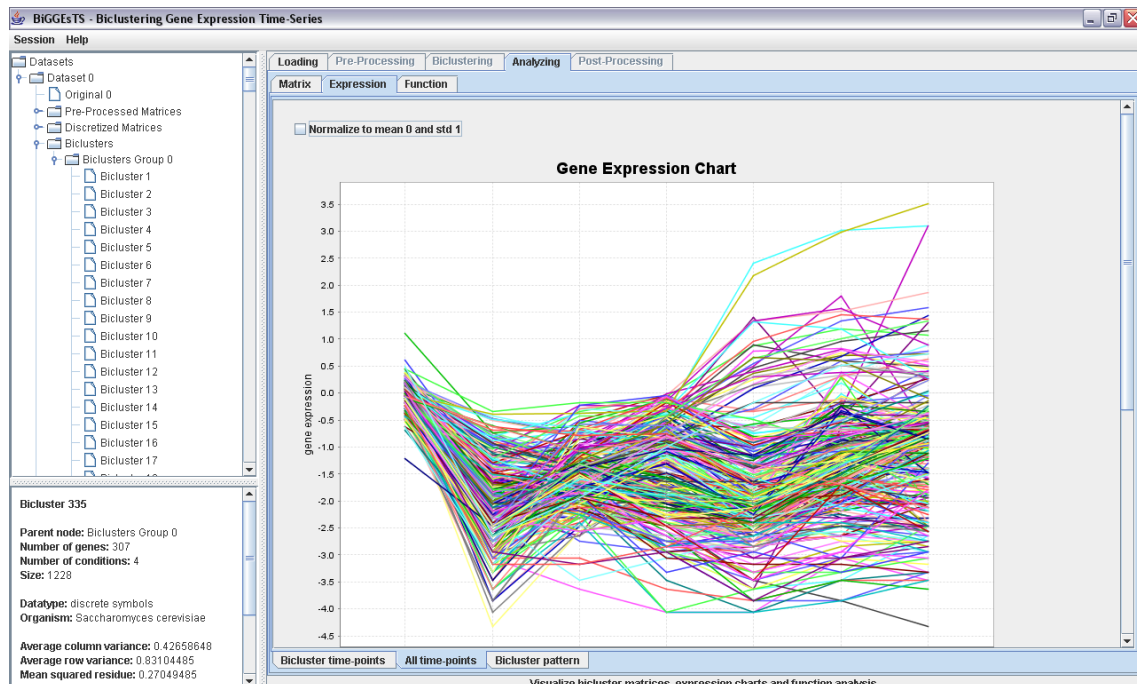 BiGGEsTS - Biclustering Gene Expression Time-Series
Session Help
Datasets
Dataset 0
Original 0
Pre-Processed Matrices
Discretized Matrices
Biclusters
Biclusters Group 0
Bicluster 1
Bicluster 2
Bicluster 3
Bicluster 4
Bicluster 5
Bicluster 6
Bicluster 7
Bicluster 8
Bicluster 9
Bicluster 10
Bicluster 11
Bicluster 12
Bicluster 13
Bicluster 14
Bicluster 15
Bicluster 16
Bicluster 17
Bicluster 335
Parent node: Biclusters Group 0
Number of genes: 307
Number of conditions: 4
Size: 1228
Datatype: discrete symbols
Organism: Saccharomyces cerevisiae
Average column variance: 0.42658648
Average row variance: 0.83104485
Mean squared residue: 0.27049485
Loading Pre-Processing Biclustering Analyzing Post-Processing
Matrix Expression Function
Normalize to mean 0 and std 1
Gene Expression Chart
gene expression
3.5
3.0
2.5
2.0
1.5
1.0
0.5
0.0
-0.5
-1.0
-1.5
-2.0
-2.5
-3.0
-3.5
-4.0
-4.5
Bicluster time-points All time-points Bicluster pattern
Visualize bicluster matrices, expression charts and function analysis